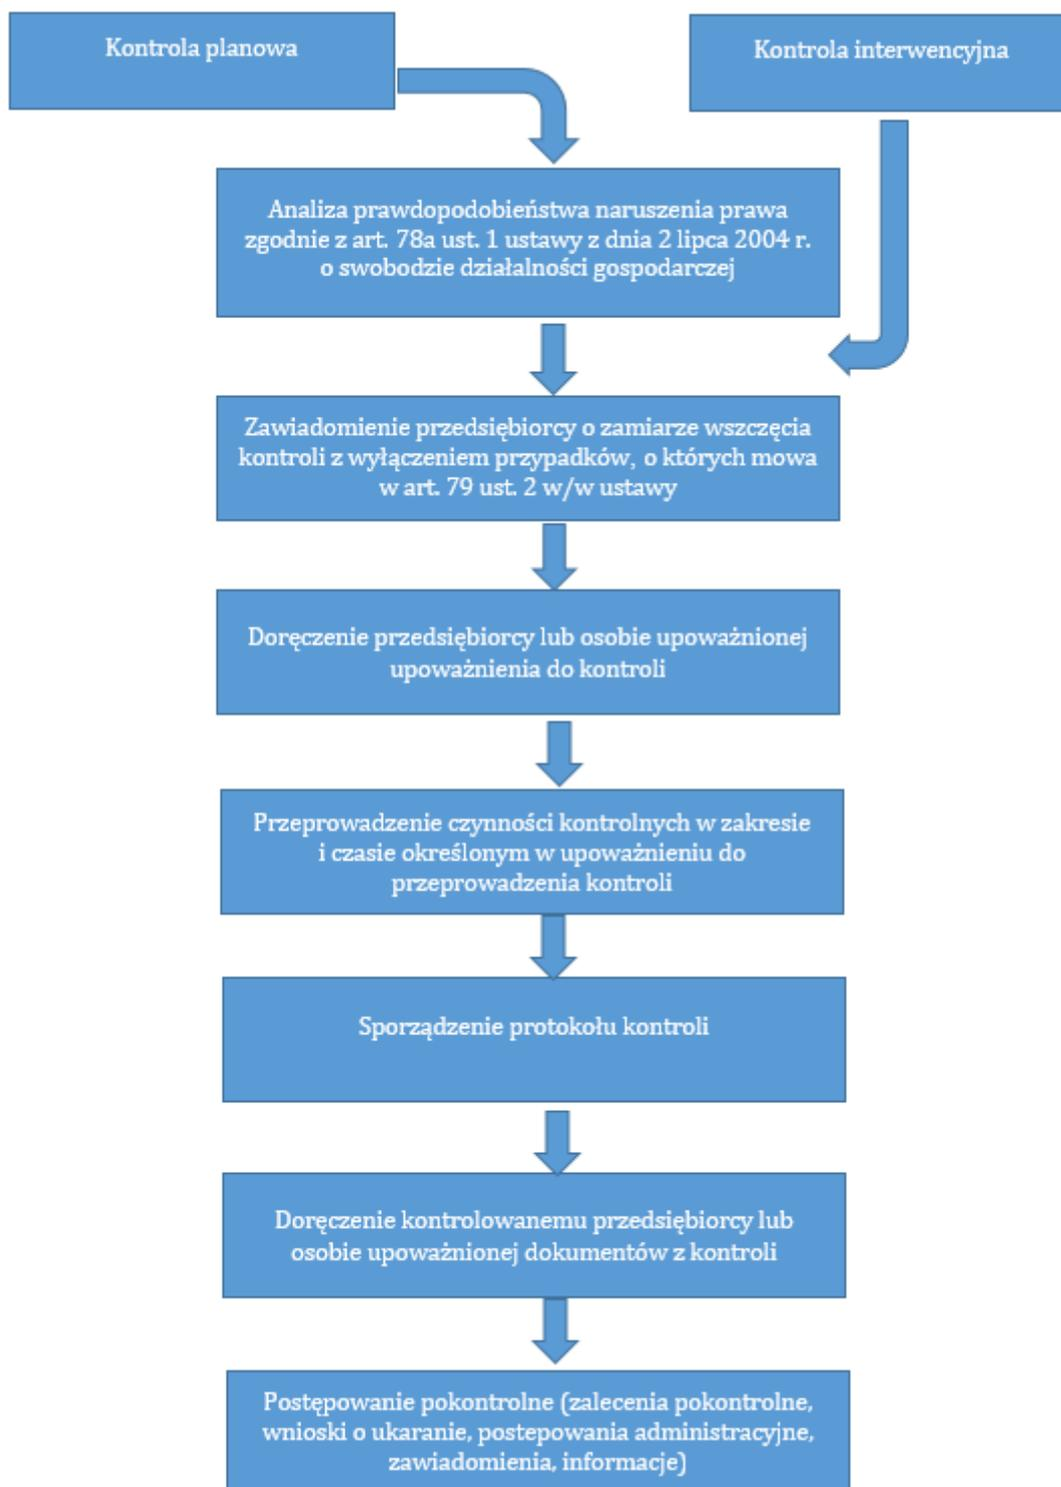 Kontrola planowa
Kontrola interwencyjna
Analiza prawdopodobieństwa naruszenia prawa
zgodnie z art. 78a ust. 1 ustawy z dnia 2 lipca 2004 r.
o swobodzie działalności gospodarczej
Zawiadomienie przedsiębiorcy o zamiarze wszczęcia
kontroli z wyłączeniem przypadków, o których mowa
w art. 79 ust. 2 w/w ustawy
Doręczenie przedsiębiorcy lub osobie upoważnionej
upoważnienia do kontroli
Przeprowadzenie czynności kontrolnych w zakresie
i czasie określonym w upoważnieniu do
przeprowadzenia kontroli
Sporządzenie protokołu kontroli
Doręczenie kontrolowanemu przedsiębiorcy lub
osobie upoważnionej dokumentów z kontroli
Postępowanie pokontrolne (zalecenia pokontrolne,
wnioski o ukaranie, postepowania administracyjne,
zawiadomienia, informacje)